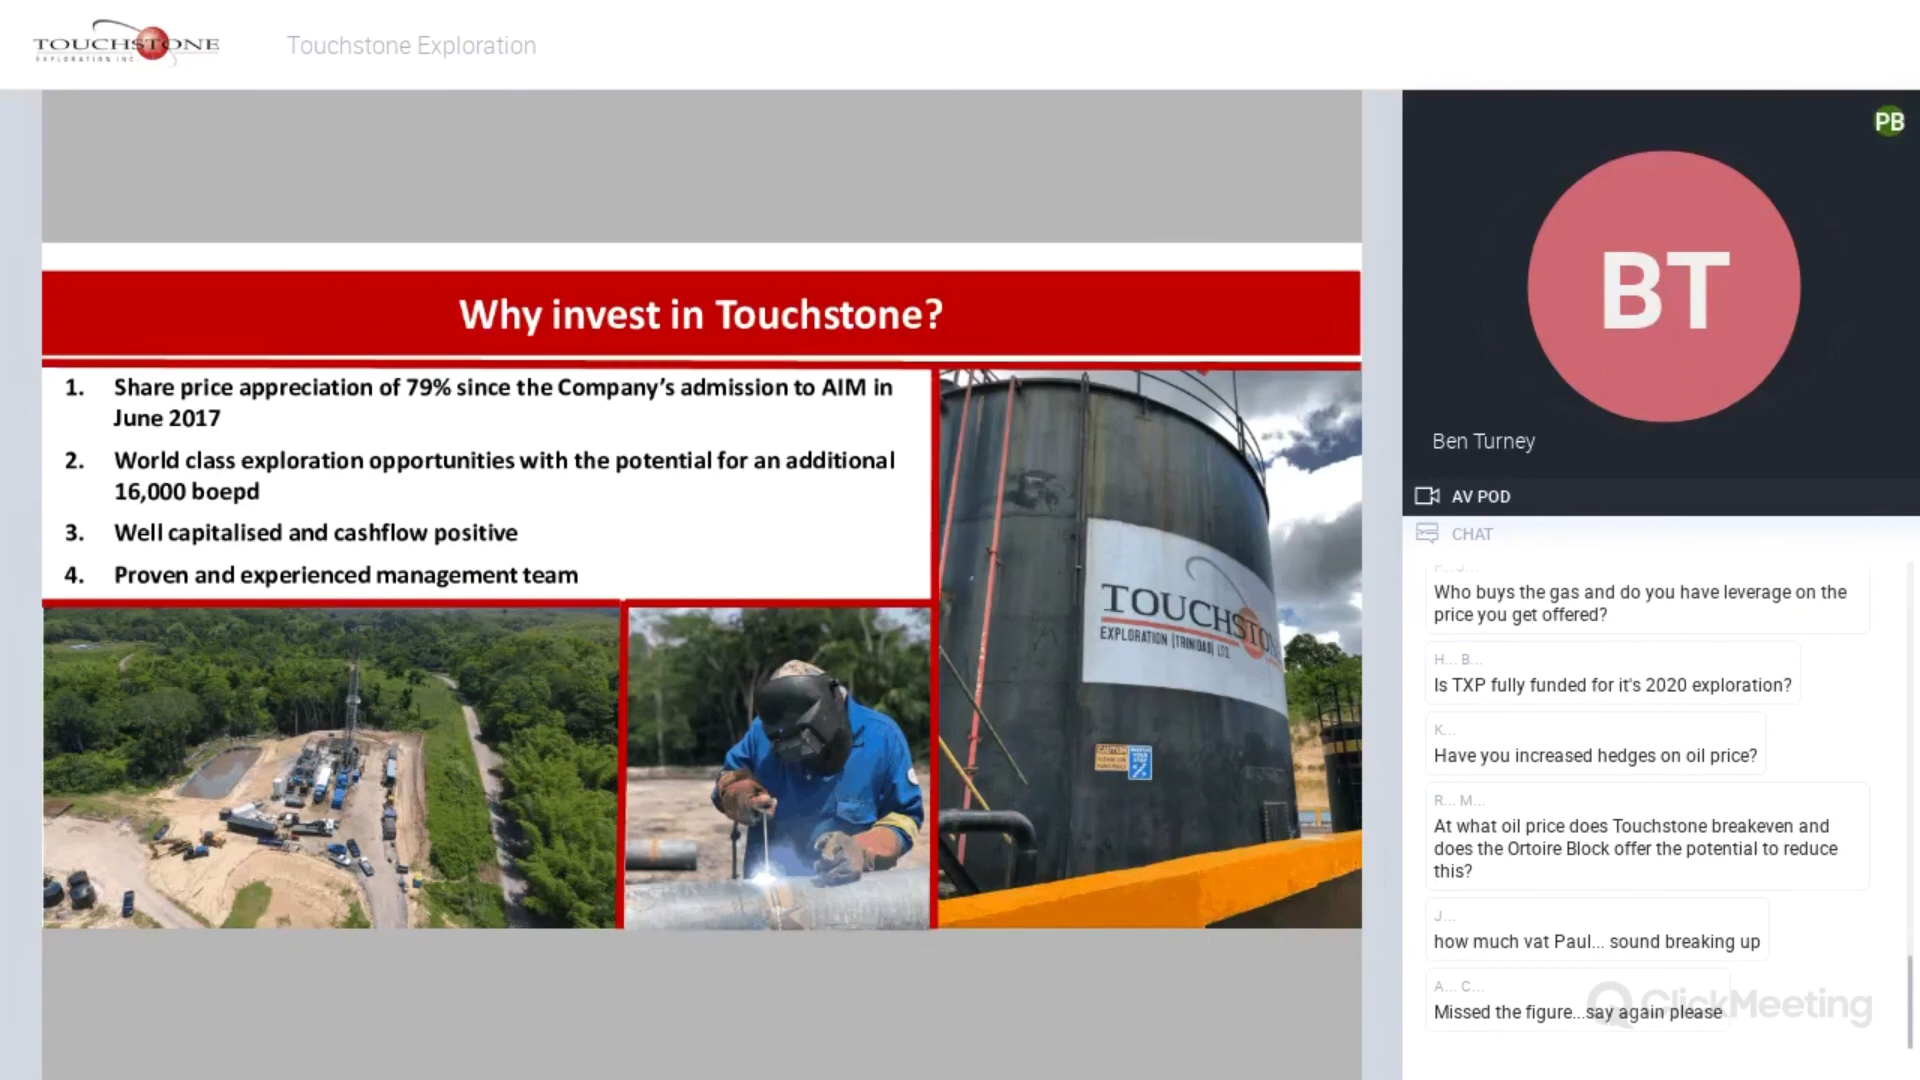 TOUCHSTONE
EXPLORATION INC.
Touchstone Exploration
Why invest in Touchstone?
1. Share price appreciation of 79% since the Company's admission to AIM in
June 2017
2. World class exploration opportunities with the potential for an additional
16,000 boepd
3. Well capitalised and cashflow positive
4. Proven and experienced management team
TOUCHSTONE
EXPLORATION (TRINIDAD) LTD.
CAUTION
PB
BT
Ben Turney
AV POD
CHAT
Who buys the gas and do you have leverage on the
price you get offered?
H... B...
Is TXP fully funded for it's 2020 exploration?
K...
Have you increased hedges on oil price?
R... M...
At what oil price does Touchstone breakeven and
does the Ortoire Block offer the potential to reduce
this?
J...
how much vat Paul... sound breaking up
A... C...
Missed the figure...say again please
ClickMeeting